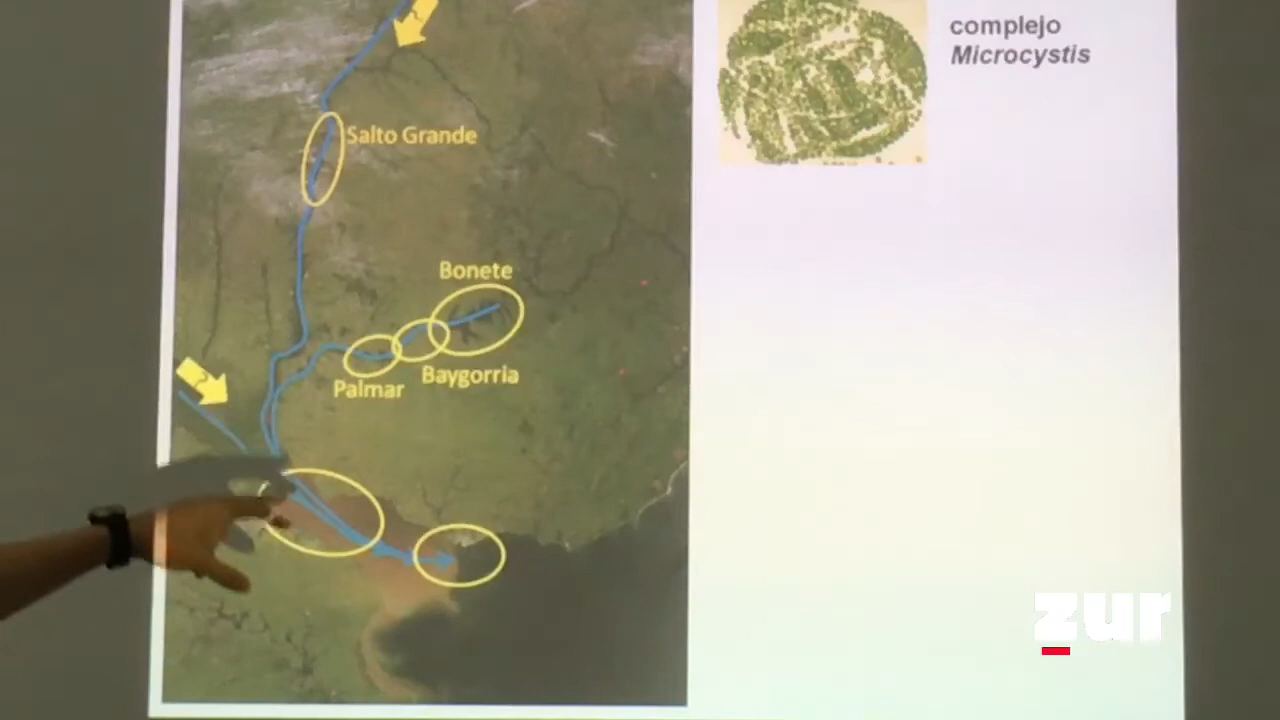 complejo
Microcystis
Salto Grande
Bonete
Baygorria
Palmar
zur